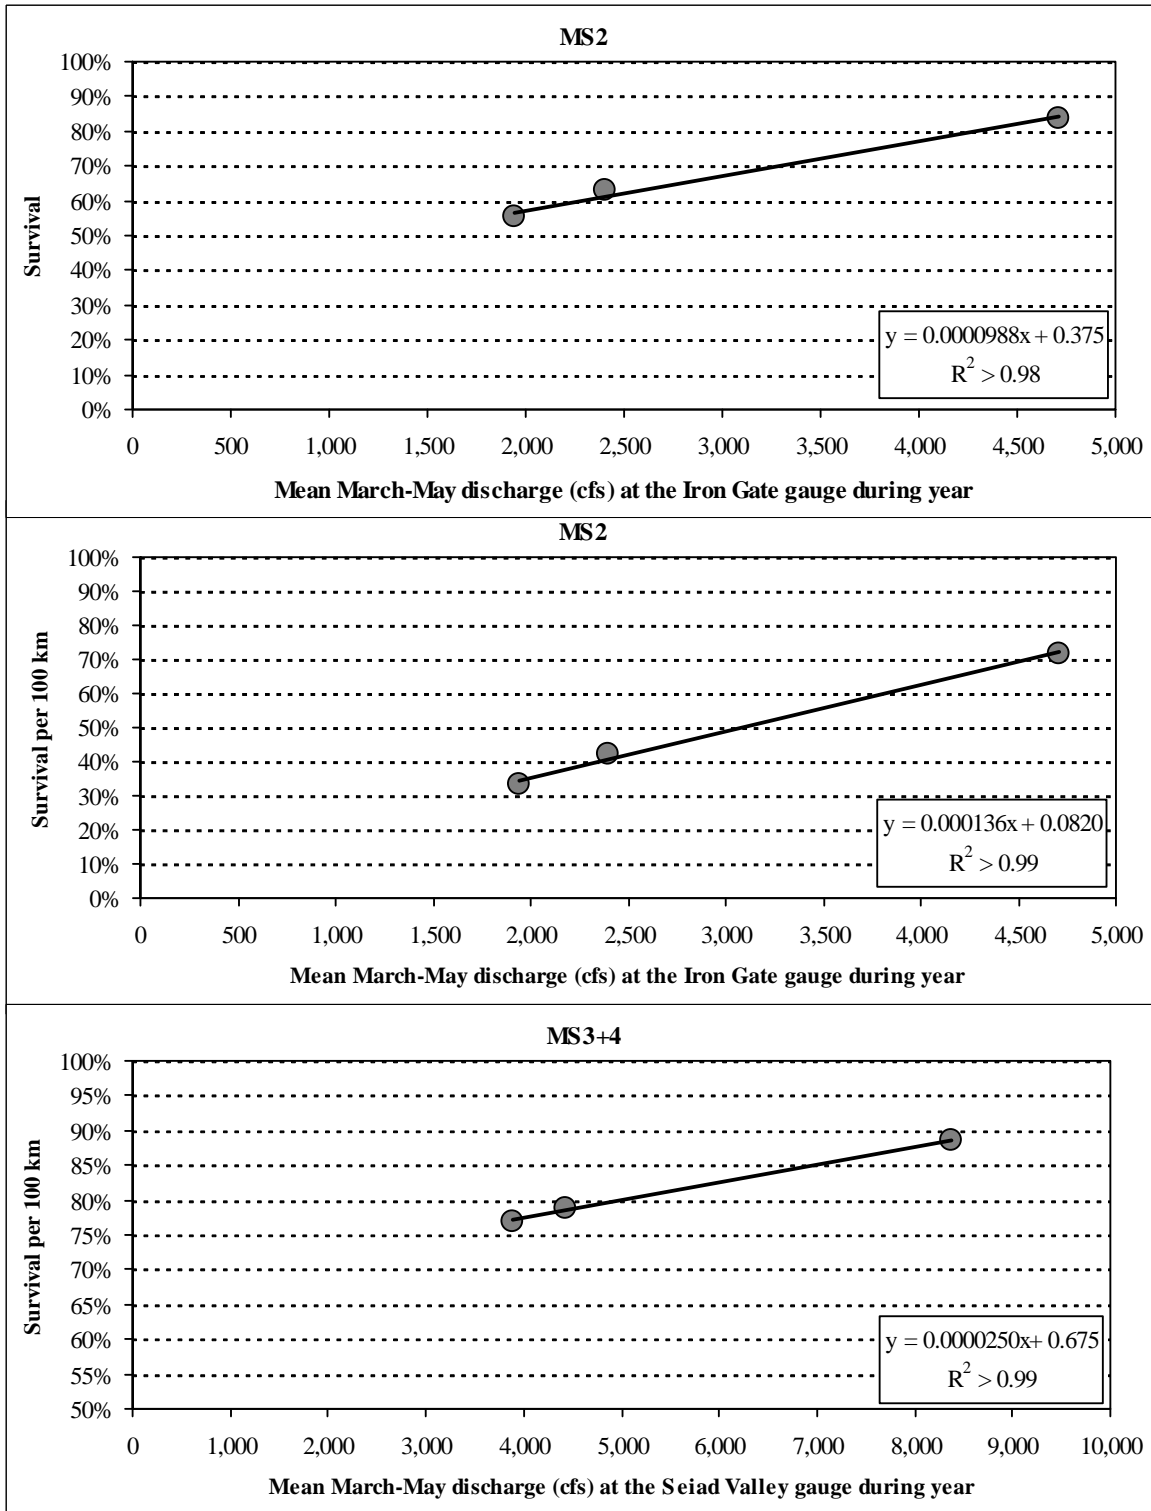 MS2
100%
90%
80%
70%
60%
50%
40%
30%
20%
10%
0%
Survival
y = 0.0000988x + 0.375
R² > 0.98
0 500 1,000 1,500 2,000 2,500 3,000 3,500 4,000 4,500 5,000
Mean March-May discharge (cfs) at the Iron Gate gauge during year
MS2
100%
90%
80%
70%
60%
50%
40%
30%
20%
10%
0%
Survival per 100 km
y = 0.000136x + 0.0820
R² > 0.99
0 500 1,000 1,500 2,000 2,500 3,000 3,500 4,000 4,500 5,000
Mean March-May discharge (cfs) at the Iron Gate gauge during year
MS3+4
100%
95%
90%
85%
80%
75%
70%
65%
60%
55%
50%
Survival per 100 km
y = 0.0000250x + 0.675
R² > 0.99
0 1,000 2,000 3,000 4,000 5,000 6,000 7,000 8,000 9,000 10,000
Mean March-May discharge (cfs) at the Seiad Valley gauge during year